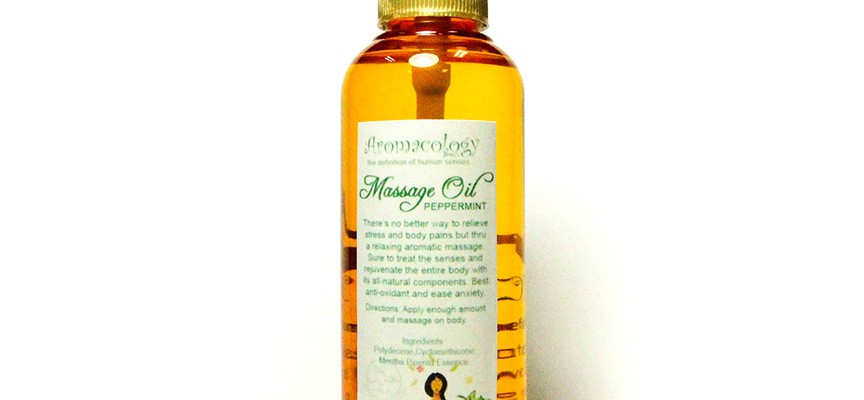 Aromacology
the definition of human senses
Massage Oil
PEPPERMINT
There's no better way to relieve
stress and body pains but thru
a relaxing aromatic massage.
Sure to treat the senses and
rejuvenate the entire body with
its all-natural components. Best
anti-oxidant and ease anxiety.
Directions: Apply enough amount
and massage on body.
Ingredients
Polydecene, Cyclomethicone,
Mentha Piperita Essence